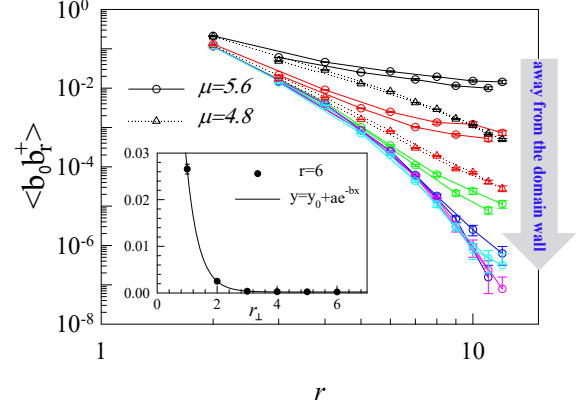 10^0
10^-2
10^-4
10^-6
10^-8
<b_0b_r^+>
μ=5.6
μ=4.8
away from the domain wall
0.03
0.02
0.01
0.00
r=6
y=y_0+ae^-bx
0 2 4 6
r_⊥
1 10
r